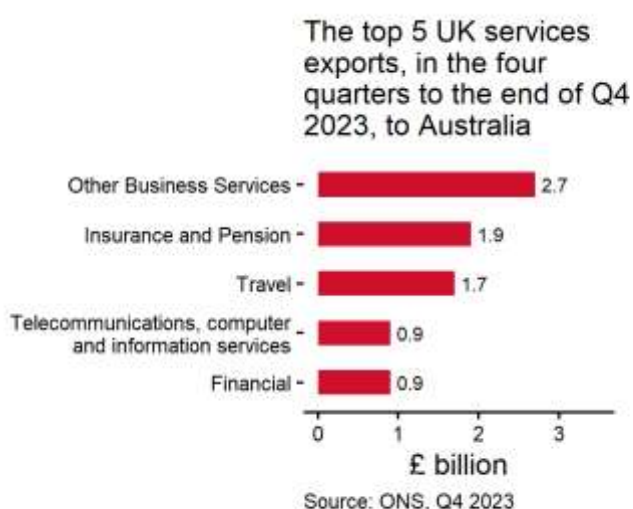 The top 5 UK services
exports, in the four
quarters to the end of Q4
2023, to Australia
Other Business Services
2.7
Insurance and Pension
1.9
Travel
1.7
Telecommunications, computer
and information services
0.9
Financial
0.9
0 1 2 3
£ billion
Source: ONS, Q4 2023